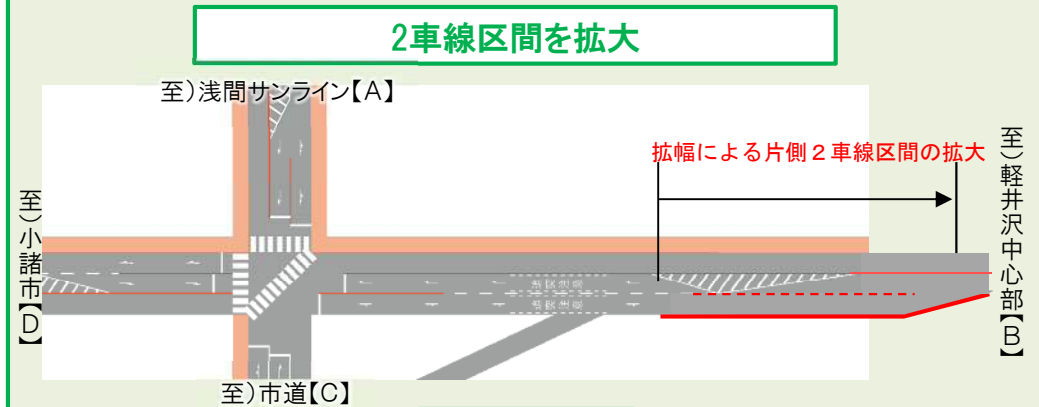 2車線区間を拡大
至)浅間サンライン【A】
拡幅による片側2車線区間の拡大
至)軽井沢中心部【B】
至)小諸市【D】
至)市道【C】